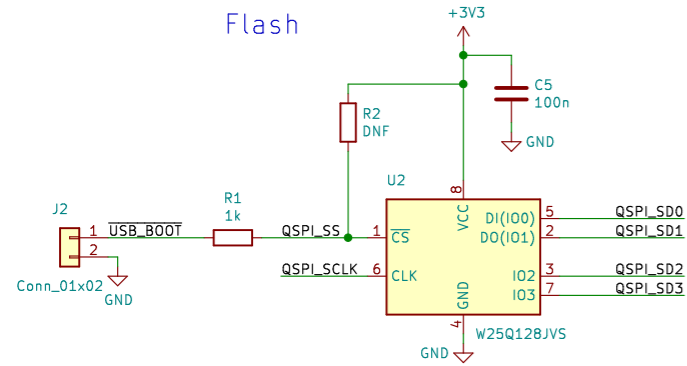 Flash
+3V3
C5
100n
GND
R2
DNF
U2
8
VCC
J2
R1
1k
1
USB_BOOT
QSPI_SS
1
CS
DI(IO0)
5
QSPI_SD0
DO(IO1)
2
QSPI_SD1
2
Conn_01x02
GND
QSPI_SCLK
6
CLK
IO2
3
QSPI_SD2
IO3
7
QSPI_SD3
GND
4
W25Q128JVS
GND